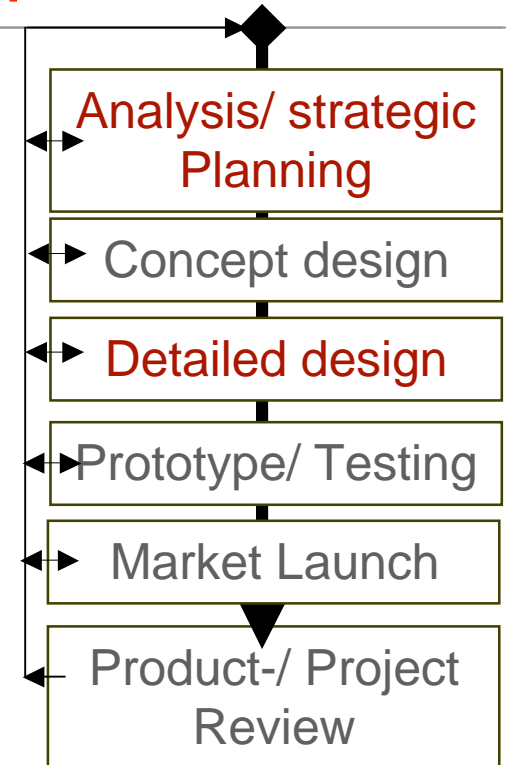 Analysis/ strategic
Planning
Concept design
Detailed design
Prototype/ Testing
Market Launch
Product-/ Project
Review